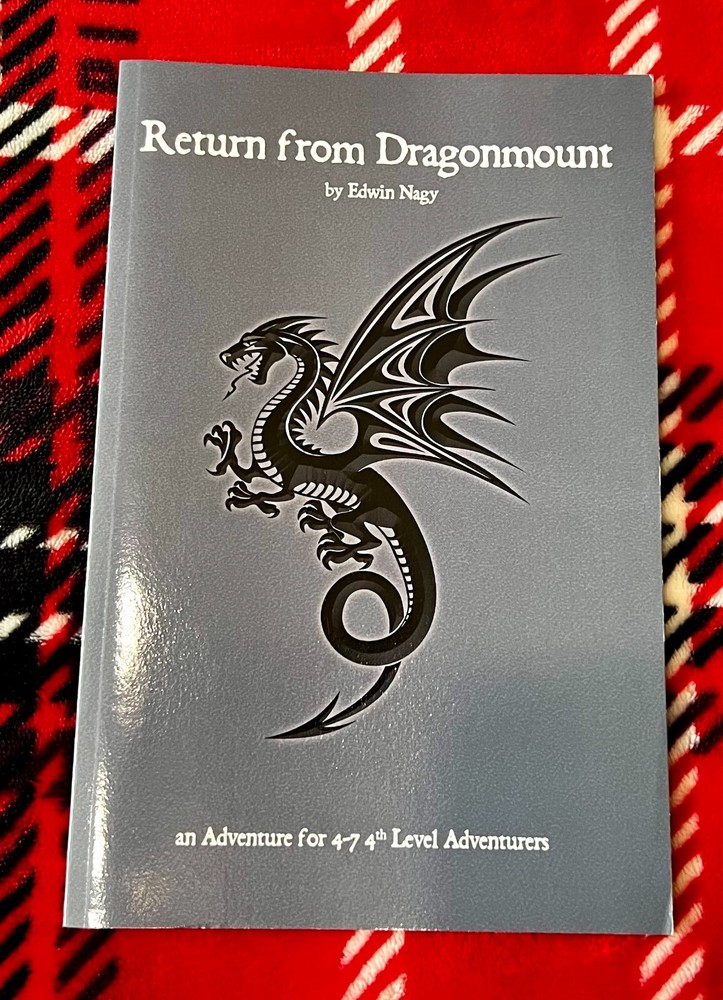 Return from Dragonmount
by Edwin Nagy
an Adventure for 4-7 4th Level Adventurers